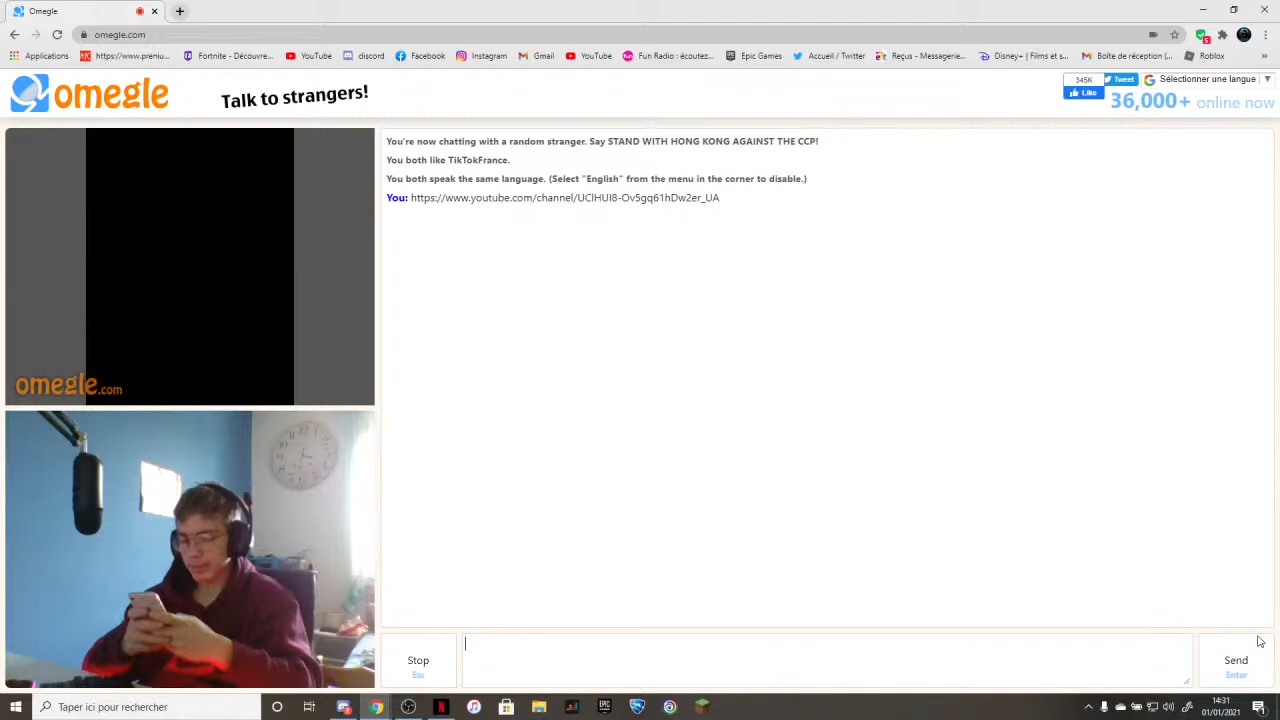 Omegle
omegle.com
Applications
https://www.preniu...
Fortnite - Découvre...
YouTube
discord
Facebook
Instagram
Gmail
YouTube
Fun Radio : écoutez...
Epic Games
Accueil / Twitter
Reçus - Messagerie...
Disney+ | Films et s...
Boîte de réception (...
Roblox
omegle
Talk to strangers!
345K
Like
Tweet
Sélectionner une langue
36,000+ online now
You're now chatting with a random stranger. Say STAND WITH HONG KONG AGAINST THE CCP!
You both like TikTokFrance.
You both speak the same language. (Select "English" from the menu in the corner to disable.)
You: https://www.youtube.com/channel/UClHUI8-Ov5gq61hDw2er_UA
omegle.com
Stop
Esc
Send
Enter
Taper ici pour rechercher
14:31
01/01/2021